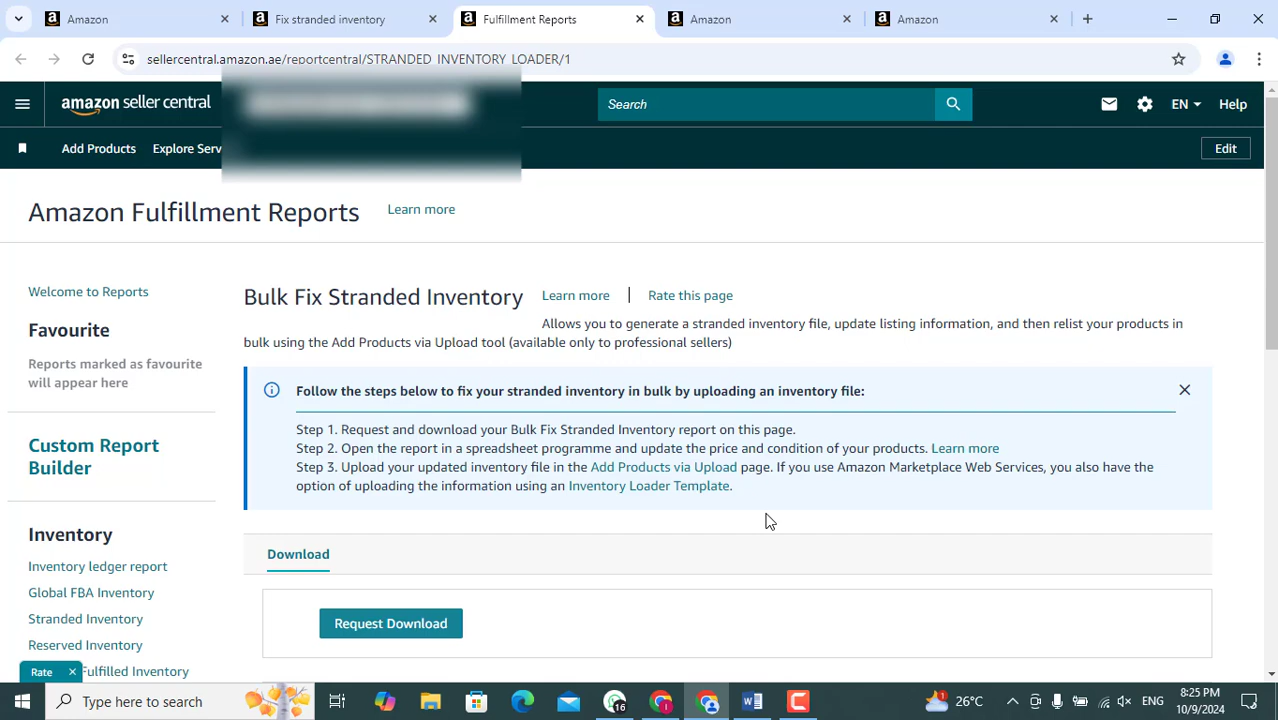 Amazon
Fix stranded inventory
Fulfillment Reports
Amazon
Amazon
sellercentral.amazon.ae/reportcentral/STRANDED_INVENTORY_LOADER/1
amazon seller central
Search
EN
Help
Add Products
Explore Serv
Edit
Amazon Fulfillment Reports
Learn more
Welcome to Reports
Favourite
Reports marked as favourite
will appear here
Custom Report
Builder
Inventory
Inventory ledger report
Global FBA Inventory
Stranded Inventory
Reserved Inventory
Fulfilled Inventory
Rate
Bulk Fix Stranded Inventory
Learn more
Rate this page
Allows you to generate a stranded inventory file, update listing information, and then relist your products in
bulk using the Add Products via Upload tool (available only to professional sellers)
Follow the steps below to fix your stranded inventory in bulk by uploading an inventory file:
Step 1. Request and download your Bulk Fix Stranded Inventory report on this page.
Step 2. Open the report in a spreadsheet programme and update the price and condition of your products. Learn more
Step 3. Upload your updated inventory file in the Add Products via Upload page. If you use Amazon Marketplace Web Services, you also have the
option of uploading the information using an Inventory Loader Template.
Download
Request Download
Type here to search
16
1
26°C
ENG
8:25 PM
10/9/2024